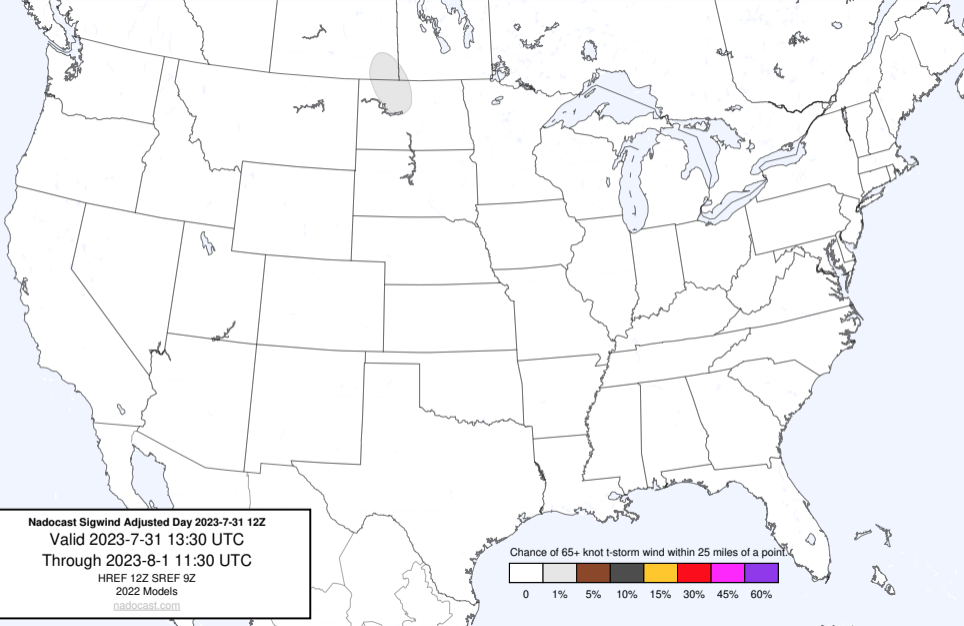 Nadocast Sigwind Adjusted Day 2023-7-31 12Z
Valid 2023-7-31 13:30 UTC
Through 2023-8-1 11:30 UTC
HREF 12Z SREF 9Z
2022 Models
nadocast.com
Chance of 65+ knot t-storm wind within 25 miles of a point.
0 1% 5% 10% 15% 30% 45% 60%